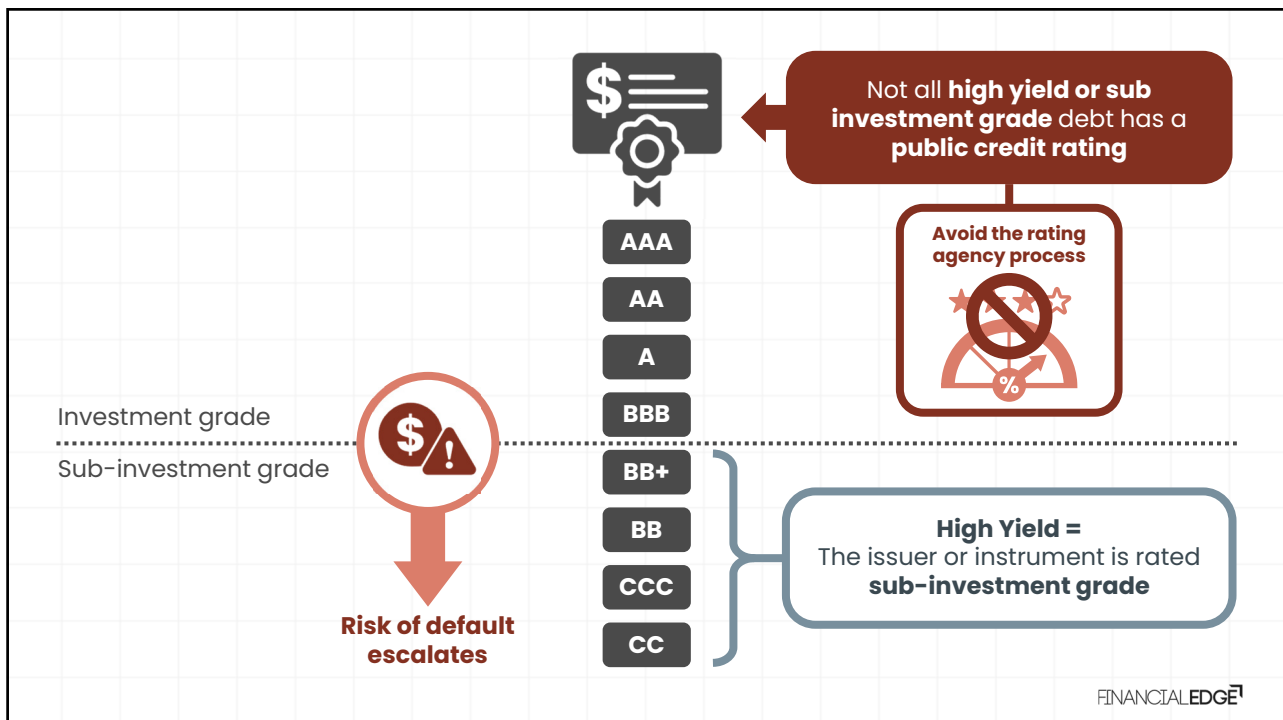 $
Not all high yield or sub
investment grade debt has a
public credit rating
Avoid the rating
agency process
%
AAA
AA
A
BBB
Investment grade
$
!
Sub-investment grade
BB+
BB
CCC
CC
High Yield =
The issuer or instrument is rated
sub-investment grade
Risk of default
escalates
FINANCIALEDGE